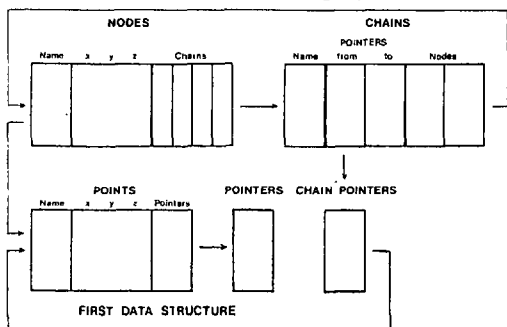 NODES CHAINS
POINTERS
Name x y z Chains Name from to Nodes
POINTS POINTERS CHAIN POINTERS
Name x y z Pointers
FIRST DATA STRUCTURE